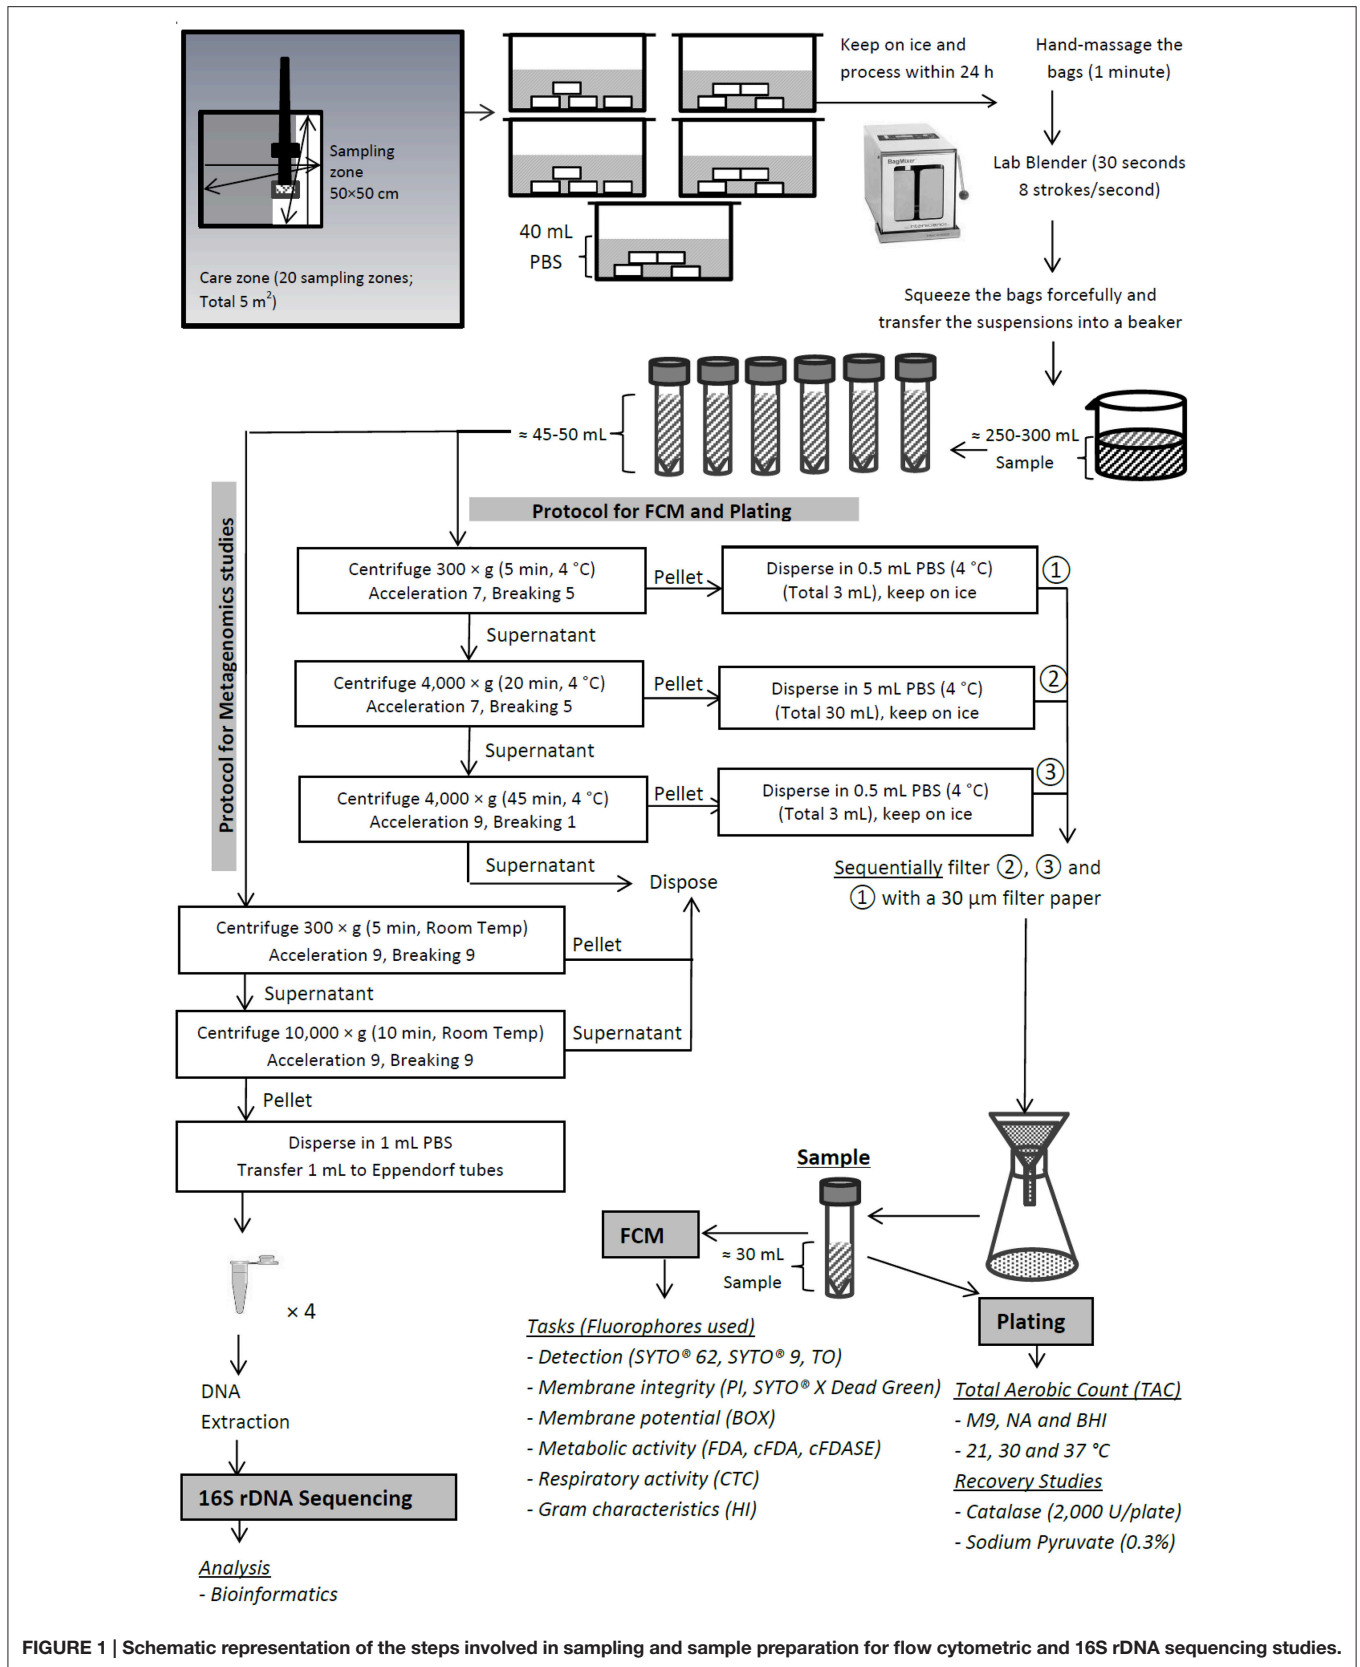 Sampling
zone
50×50 cm
Care zone (20 sampling zones;
Total 5 m²)
40 mL
PBS
Keep on ice and
process within 24 h
Hand-massage the
bags (1 minute)
BagMixer
Lab Blender (30 seconds
8 strokes/second)
Squeeze the bags forcefully and
transfer the suspensions into a beaker
≈ 250-300 mL
Sample
≈ 45-50 mL
Protocol for Metagenomics studies
Protocol for FCM and Plating
Centrifuge 300 × g (5 min, 4 °C)
Acceleration 7, Breaking 5
Pellet
Disperse in 0.5 mL PBS (4 °C)
(Total 3 mL), keep on ice
①
Supernatant
Centrifuge 4,000 × g (20 min, 4 °C)
Acceleration 7, Breaking 5
Pellet
Disperse in 5 mL PBS (4 °C)
(Total 30 mL), keep on ice
②
Supernatant
Centrifuge 4,000 × g (45 min, 4 °C)
Acceleration 9, Breaking 1
Pellet
Disperse in 0.5 mL PBS (4 °C)
(Total 3 mL), keep on ice
③
Supernatant
Dispose
Sequentially filter ②, ③ and
① with a 30 µm filter paper
Centrifuge 300 × g (5 min, Room Temp)
Acceleration 9, Breaking 9
Pellet
Supernatant
Centrifuge 10,000 × g (10 min, Room Temp)
Acceleration 9, Breaking 9
Supernatant
Pellet
Disperse in 1 mL PBS
Transfer 1 mL to Eppendorf tubes
× 4
DNA
Extraction
16S rDNA Sequencing
Analysis
- Bioinformatics
Sample
≈ 30 mL
Sample
FCM
Tasks (Fluorophores used)
- Detection (SYTO® 62, SYTO® 9, TO)
- Membrane integrity (PI, SYTO® X Dead Green)
- Membrane potential (BOX)
- Metabolic activity (FDA, cFDA, cFDASE)
- Respiratory activity (CTC)
- Gram characteristics (HI)
Plating
Total Aerobic Count (TAC)
- M9, NA and BHI
- 21, 30 and 37 °C
Recovery Studies
- Catalase (2,000 U/plate)
- Sodium Pyruvate (0.3%)
FIGURE 1 | Schematic representation of the steps involved in sampling and sample preparation for flow cytometric and 16S rDNA sequencing studies.